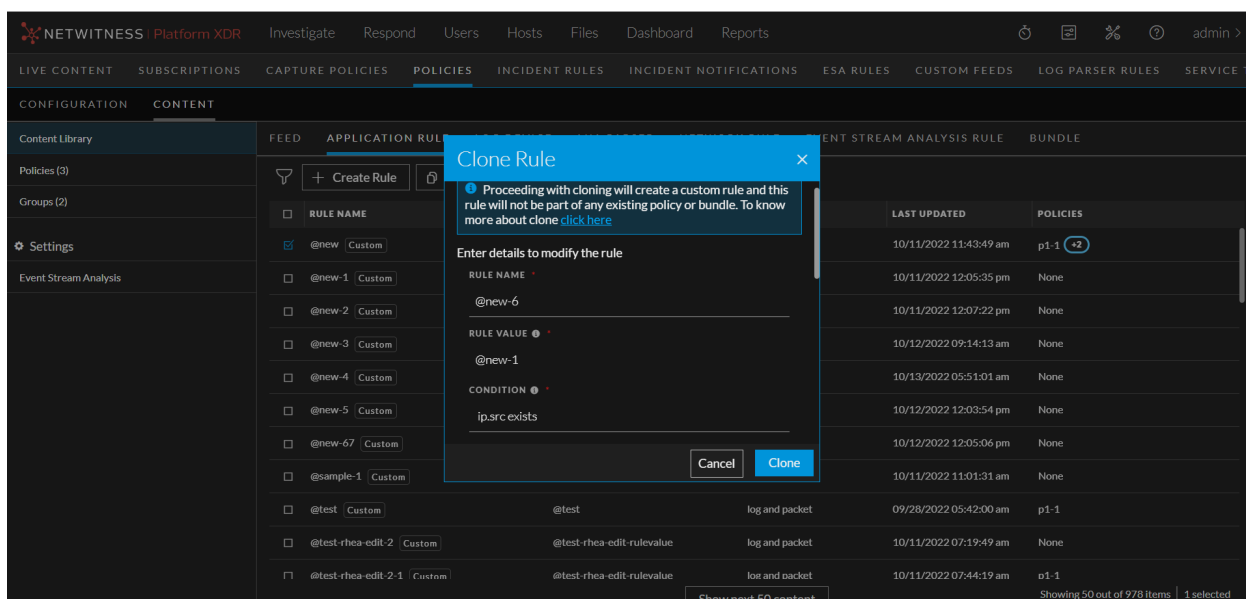 NETWITNESS | Platform XDR Investigate Respond Users Hosts Files Dashboard Reports admin >
LIVE CONTENT SUBSCRIPTIONS CAPTURE POLICIES POLICIES INCIDENT RULES INCIDENT NOTIFICATIONS ESA RULES CUSTOM FEEDS LOG PARSER RULES SERVICE
CONFIGURATION CONTENT
Content Library
Policies (3)
Groups (2)
Settings
Event Stream Analysis
FEED APPLICATION RULE EVENT STREAM ANALYSIS RULE BUNDLE
+ Create Rule
RULE NAME LAST UPDATED POLICIES
@new Custom 10/11/2022 11:43:49 am p1-1 +2
@new-1 Custom 10/11/2022 12:05:35 pm None
@new-2 Custom 10/11/2022 12:07:22 pm None
@new-3 Custom 10/12/2022 09:14:13 am None
@new-4 Custom 10/13/2022 05:51:01 am None
@new-5 Custom 10/12/2022 12:03:54 pm None
@new-67 Custom 10/12/2022 12:05:06 pm None
@sample-1 Custom 10/11/2022 11:01:31 am None
@test Custom @test log and packet 09/28/2022 05:42:00 am p1-1
@test-rhea-edit-2 Custom @test-rhea-edit-rulevalue log and packet 10/11/2022 07:19:49 am None
@test-rhea-edit-2-1 Custom @test-rhea-edit-rulevalue log and packet 10/11/2022 07:44:19 am p1-1
Show next 50 content
Showing 50 out of 978 items | 1 selected
Clone Rule
Proceeding with cloning will create a custom rule and this
rule will not be part of any existing policy or bundle. To know
more about clone click here
Enter details to modify the rule
RULE NAME *
@new-6
RULE VALUE *
@new-1
CONDITION *
ip.src exists
Cancel Clone